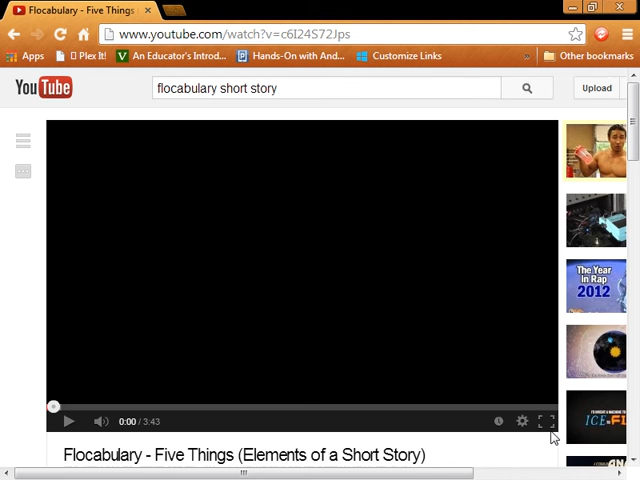 Flocabulary - Five Things (
www.youtube.com/watch?v=c6I24S72Jps
Apps Plex It! An Educator's Introd... Hands-On with And... Customize Links » Other bookmarks
YouTube flocabulary short story Upload
The Year
In Rap
2012
0:00 / 3:43
ICE
Flocabulary - Five Things (Elements of a Short Story)